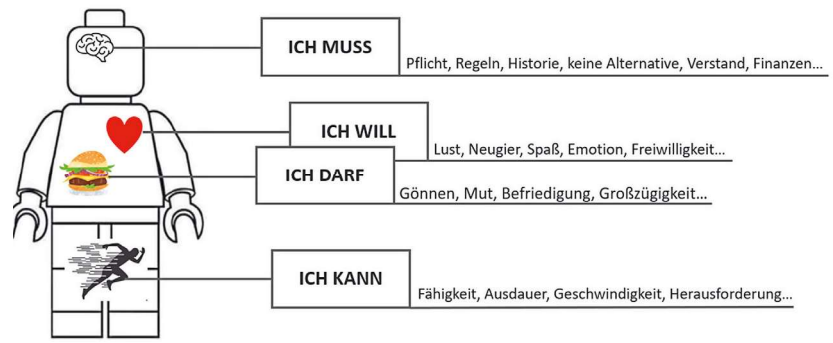 ICH MUSS
Pflicht, Regeln, Historie, keine Alternative, Verstand, Finanzen...
ICH WILL
Lust, Neugier, Spaß, Emotion, Freiwilligkeit...
ICH DARF
Gönnen, Mut, Befriedigung, Großzügigkeit...
ICH KANN
Fähigkeit, Ausdauer, Geschwindigkeit, Herausforderung...